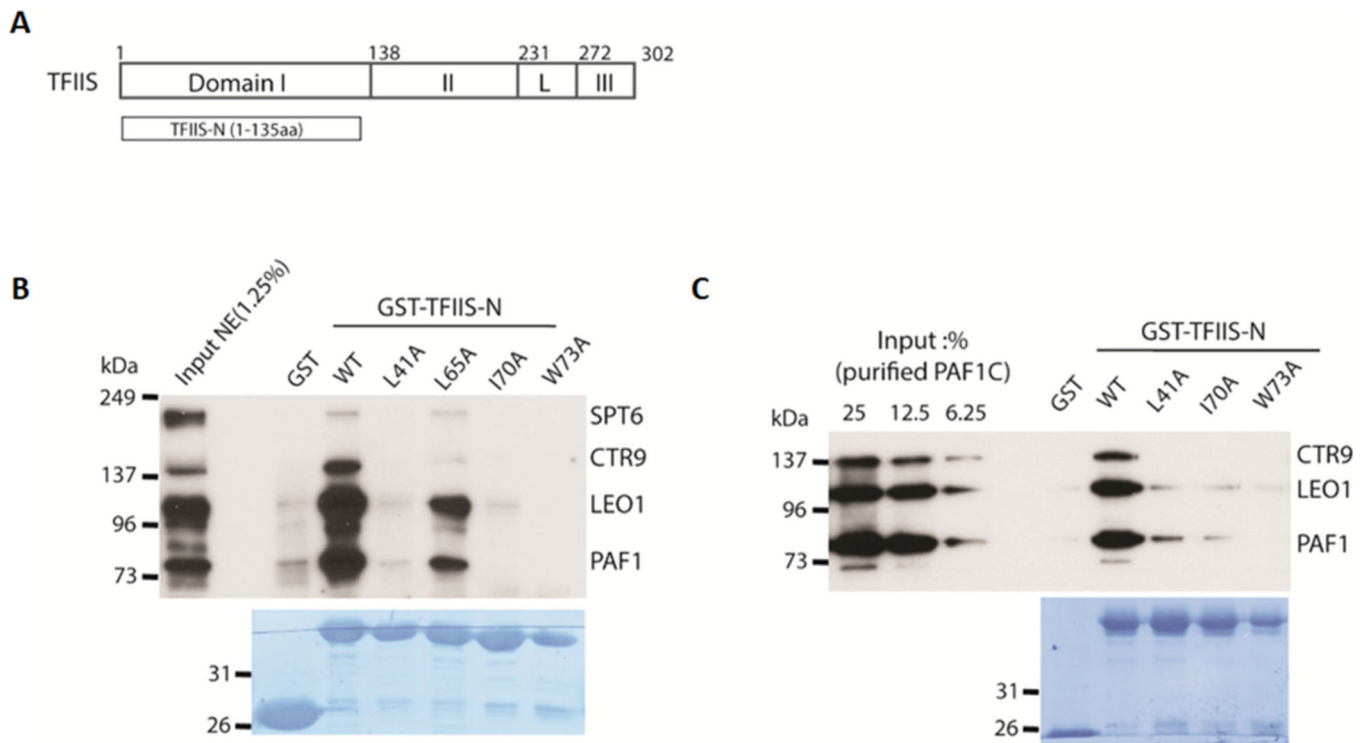 A
1 138 231 272 302
TFIIS Domain I II L III
TFIIS-N (1-135aa)
B
Input NE(1.25%)
GST-TFIIS-N
kDa
GST WT L41A L65A I70A W73A
249
137
96
73
SPT6
CTR9
LEO1
PAF1
31
26
C
Input :%
(purified PAF1C)
GST-TFIIS-N
kDa
25 12.5 6.25
GST WT L41A I70A W73A
137
96
73
CTR9
LEO1
PAF1
31
26